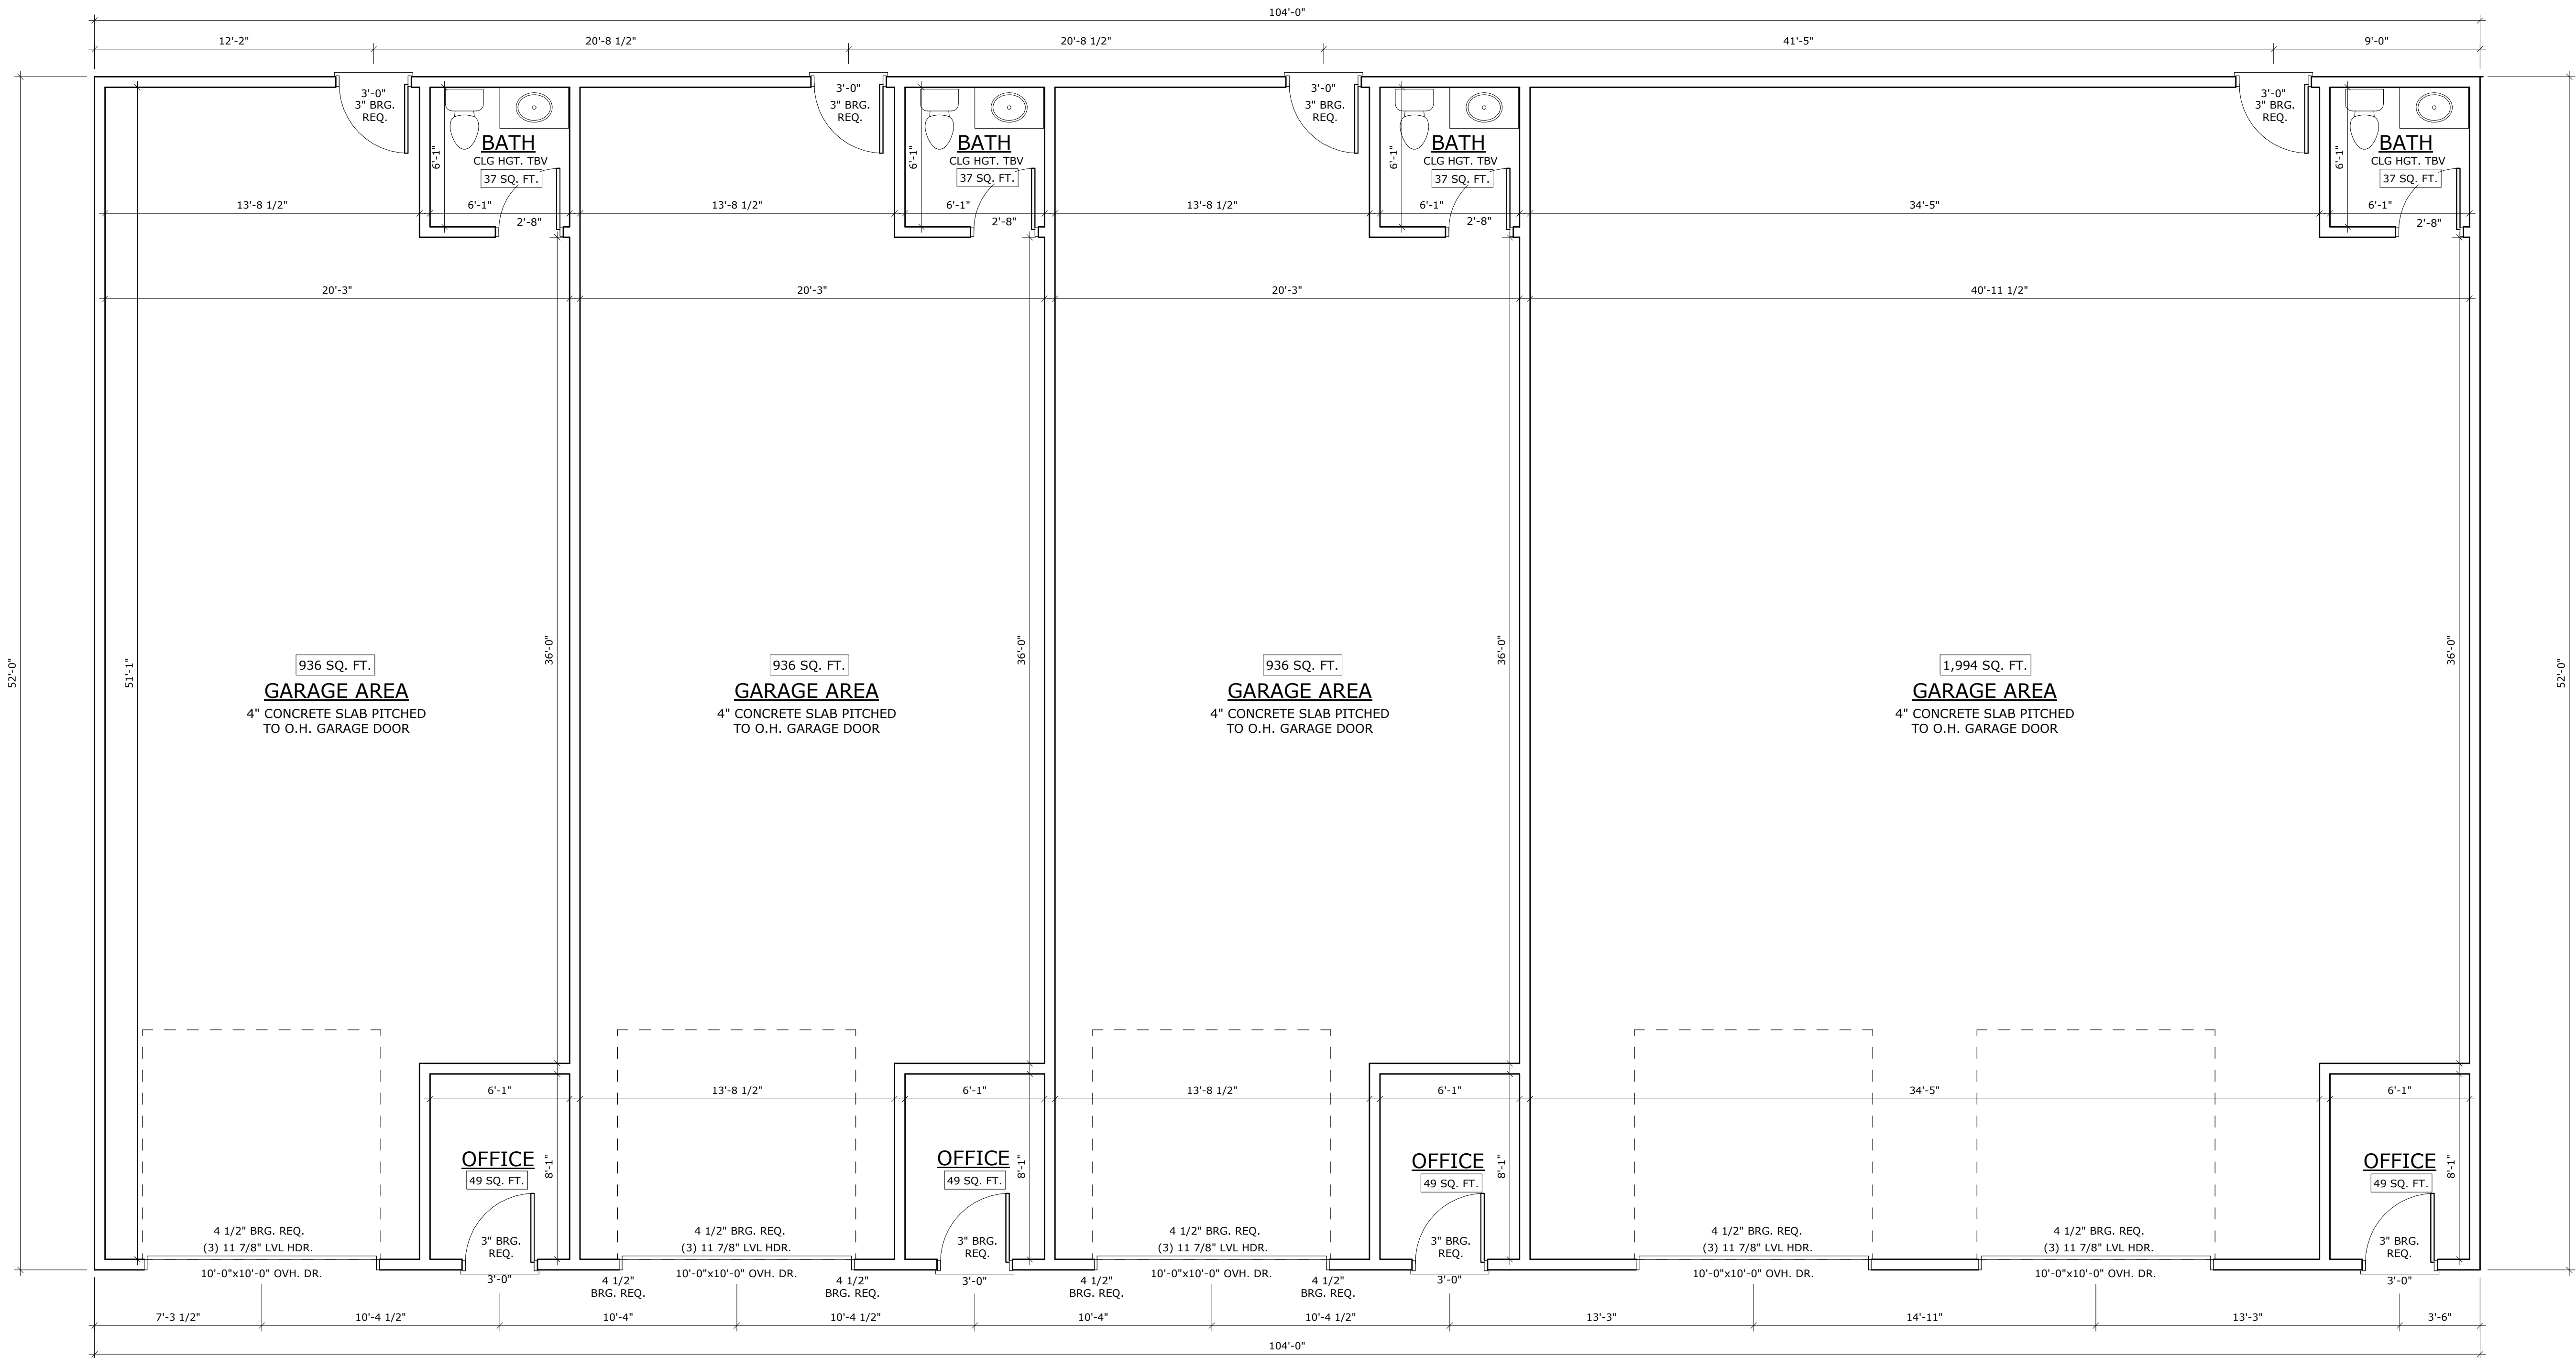 104'-0"
12'-2"
20'-8 1/2"
20'-8 1/2"
41'-5"
9'-0"
3'-0"
3" BRG.
REQ.
BATH
CLG HGT. TBV
37 SQ. FT.
6'-1"
3'-0"
3" BRG.
REQ.
BATH
CLG HGT. TBV
37 SQ. FT.
6'-1"
3'-0"
3" BRG.
REQ.
BATH
CLG HGT. TBV
37 SQ. FT.
6'-1"
3'-0"
3" BRG.
REQ.
BATH
CLG HGT. TBV
37 SQ. FT.
6'-1"
13'-8 1/2"
6'-1"
2'-8"
13'-8 1/2"
6'-1"
2'-8"
13'-8 1/2"
6'-1"
2'-8"
34'-5"
6'-1"
2'-8"
20'-3"
20'-3"
20'-3"
40'-11 1/2"
52'-0"
51'-1"
936 SQ. FT.
GARAGE AREA
4" CONCRETE SLAB PITCHED
TO O.H. GARAGE DOOR
36'-0"
936 SQ. FT.
GARAGE AREA
4" CONCRETE SLAB PITCHED
TO O.H. GARAGE DOOR
36'-0"
936 SQ. FT.
GARAGE AREA
4" CONCRETE SLAB PITCHED
TO O.H. GARAGE DOOR
36'-0"
1,994 SQ. FT.
GARAGE AREA
4" CONCRETE SLAB PITCHED
TO O.H. GARAGE DOOR
36'-0"
52'-0"
6'-1"
13'-8 1/2"
6'-1"
13'-8 1/2"
6'-1"
34'-5"
6'-1"
OFFICE
49 SQ. FT.
8'-1"
OFFICE
49 SQ. FT.
8'-1"
OFFICE
49 SQ. FT.
8'-1"
OFFICE
49 SQ. FT.
8'-1"
4 1/2" BRG. REQ.
(3) 11 7/8" LVL HDR.
3" BRG.
REQ.
4 1/2" BRG. REQ.
(3) 11 7/8" LVL HDR.
3" BRG.
REQ.
4 1/2" BRG. REQ.
(3) 11 7/8" LVL HDR.
3" BRG.
REQ.
4 1/2" BRG. REQ.
(3) 11 7/8" LVL HDR.
4 1/2" BRG. REQ.
(3) 11 7/8" LVL HDR.
3" BRG.
REQ.
10'-0"x10'-0" OVH. DR.
3'-0"
4 1/2"
BRG. REQ.
10'-0"x10'-0" OVH. DR.
4 1/2"
BRG. REQ.
3'-0"
4 1/2"
BRG. REQ.
10'-0"x10'-0" OVH. DR.
4 1/2"
BRG. REQ.
3'-0"
10'-0"x10'-0" OVH. DR.
10'-0"x10'-0" OVH. DR.
3'-0"
7'-3 1/2"
10'-4 1/2"
10'-4"
10'-4 1/2"
10'-4"
10'-4 1/2"
13'-3"
14'-11"
13'-3"
3'-6"
104'-0"